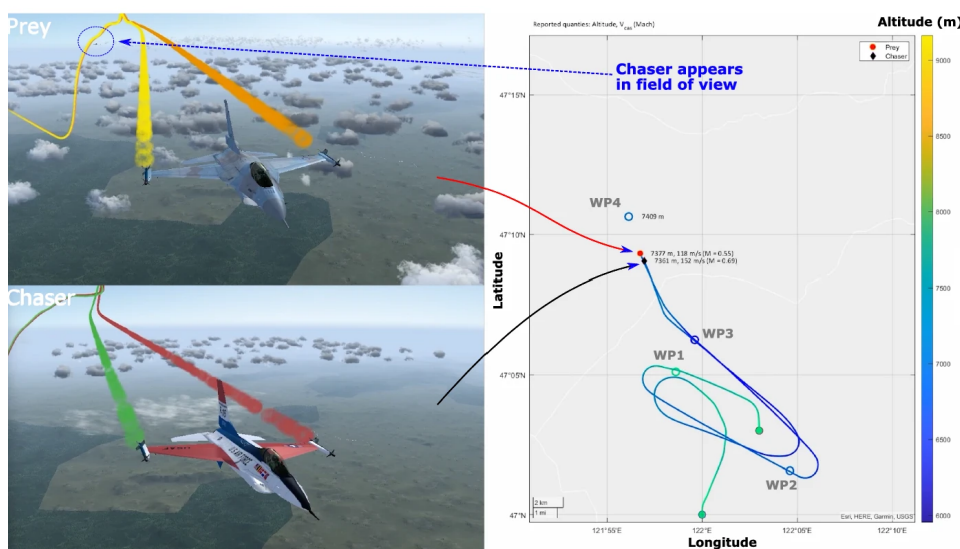 Prey
Chaser
Reported quanties: Altitude, Vcas (Mach)
Altitude (m)
Prey
Chaser
Chaser appears
in field of view
47°15'N
47°10'N
47°05'N
47°N
Latitude
WP4
7409 m
7377 m, 118 m/s (M = 0.55)
7361 m, 152 m/s (M = 0.69)
WP3
WP1
WP2
2 km
1 mi
Esri, HERE, Garmin, USGS
121°55'E
122°E
122°05'E
122°10'E
Longitude
9000
8500
8000
7500
7000
6500
6000